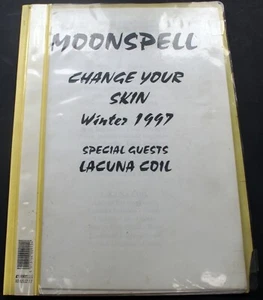 MOONSPELL
CHANGE YOUR
SKIN
Winter 1997
SPECIAL GUESTS
LACUNA COIL